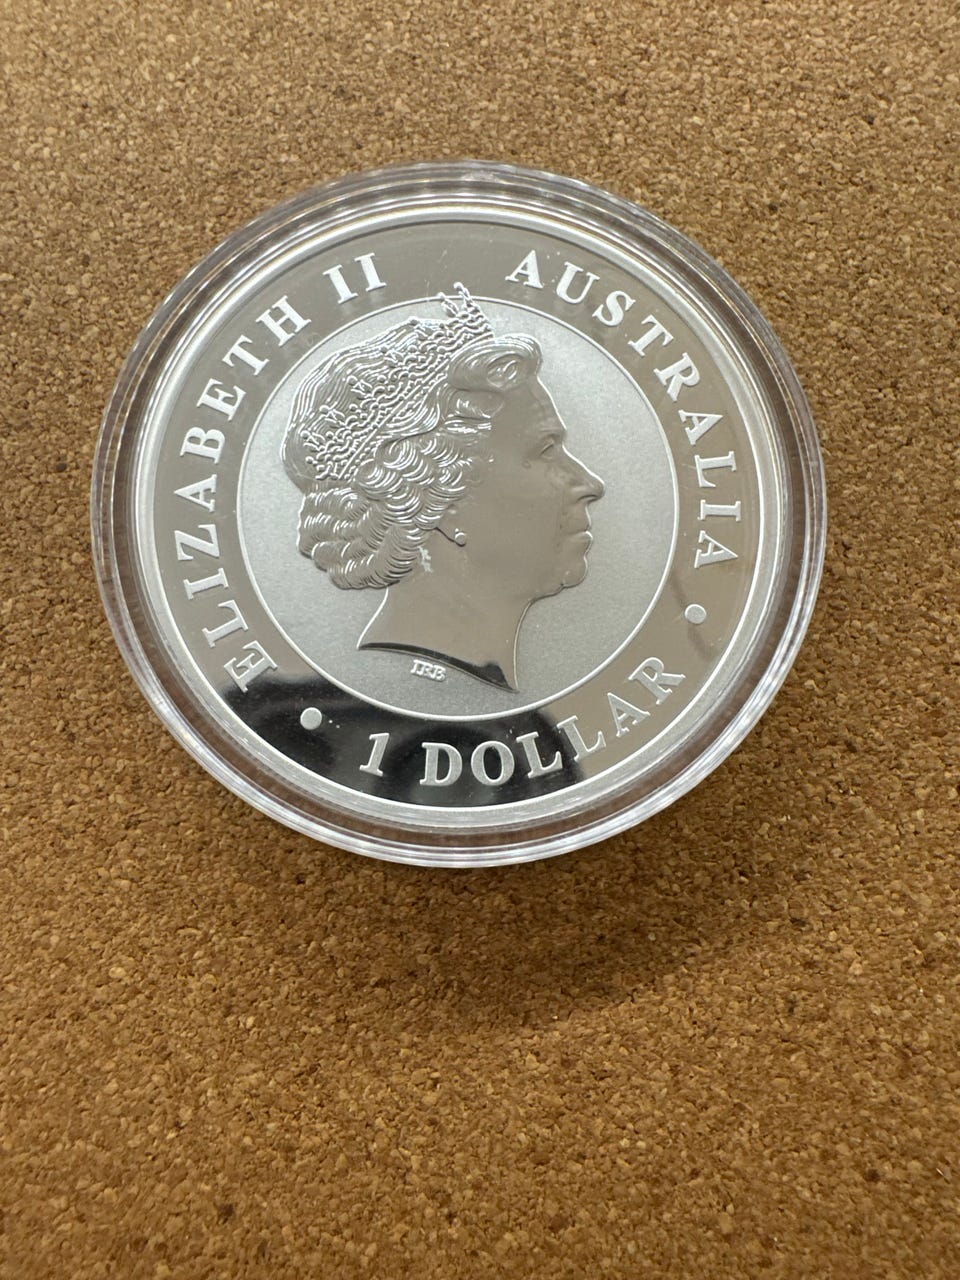 ELIZABETH II
AUSTRALIA
1 DOLLAR
IRB